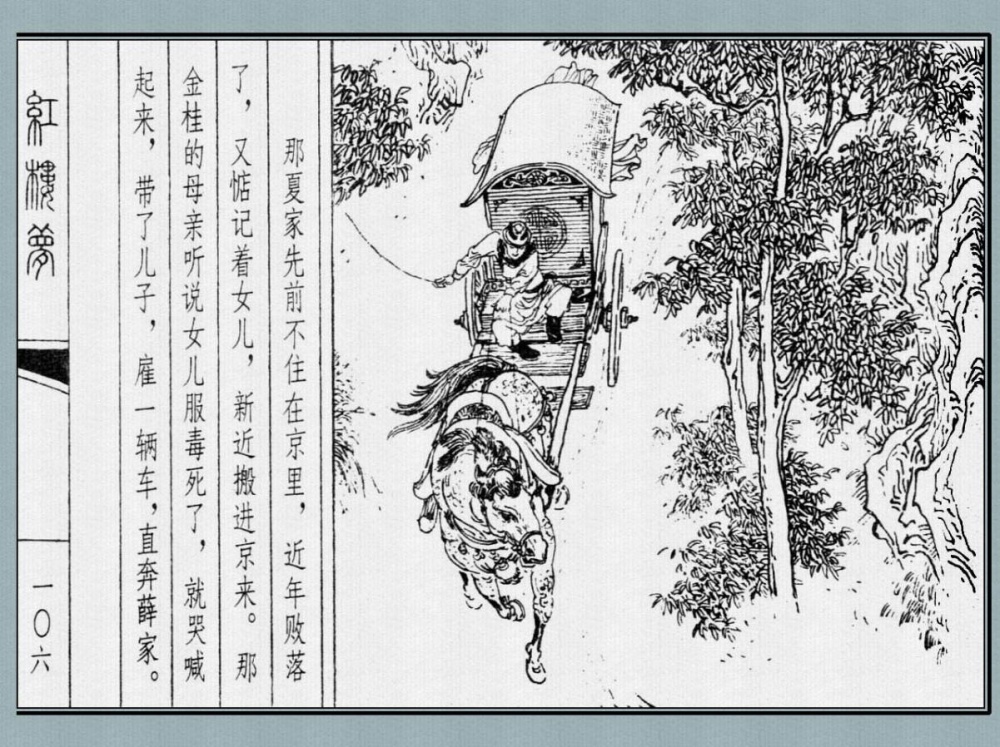 那夏家先前不住在京里，近年败落
了，又惦记着女儿，新近搬进京来。那
金桂的母亲听说女儿服毒死了，就哭喊
起来，带了儿子，雇一辆车，直奔薛家。
紅樓夢
一〇六